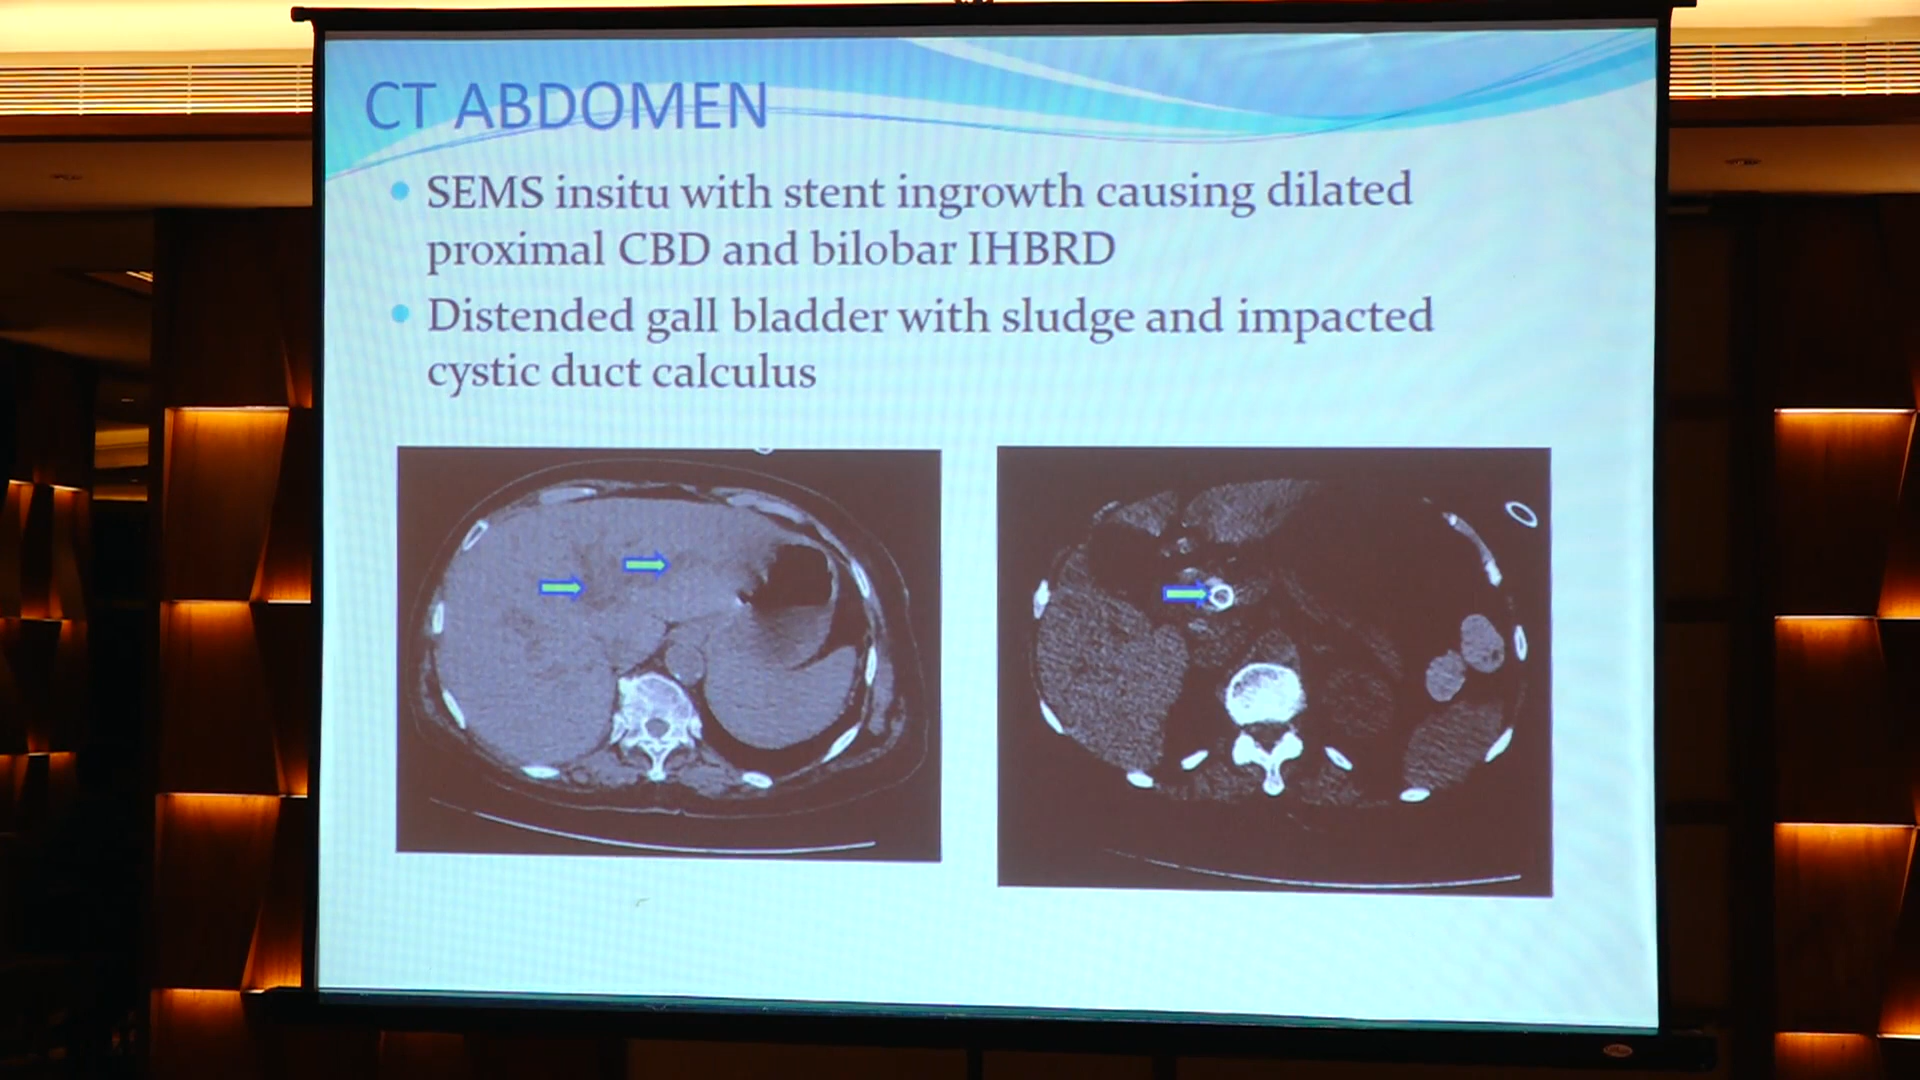 CT ABDOMEN
• SEMS insitu with stent ingrowth causing dilated
proximal CBD and bilobar IHBRD
• Distended gall bladder with sludge and impacted
cystic duct calculus